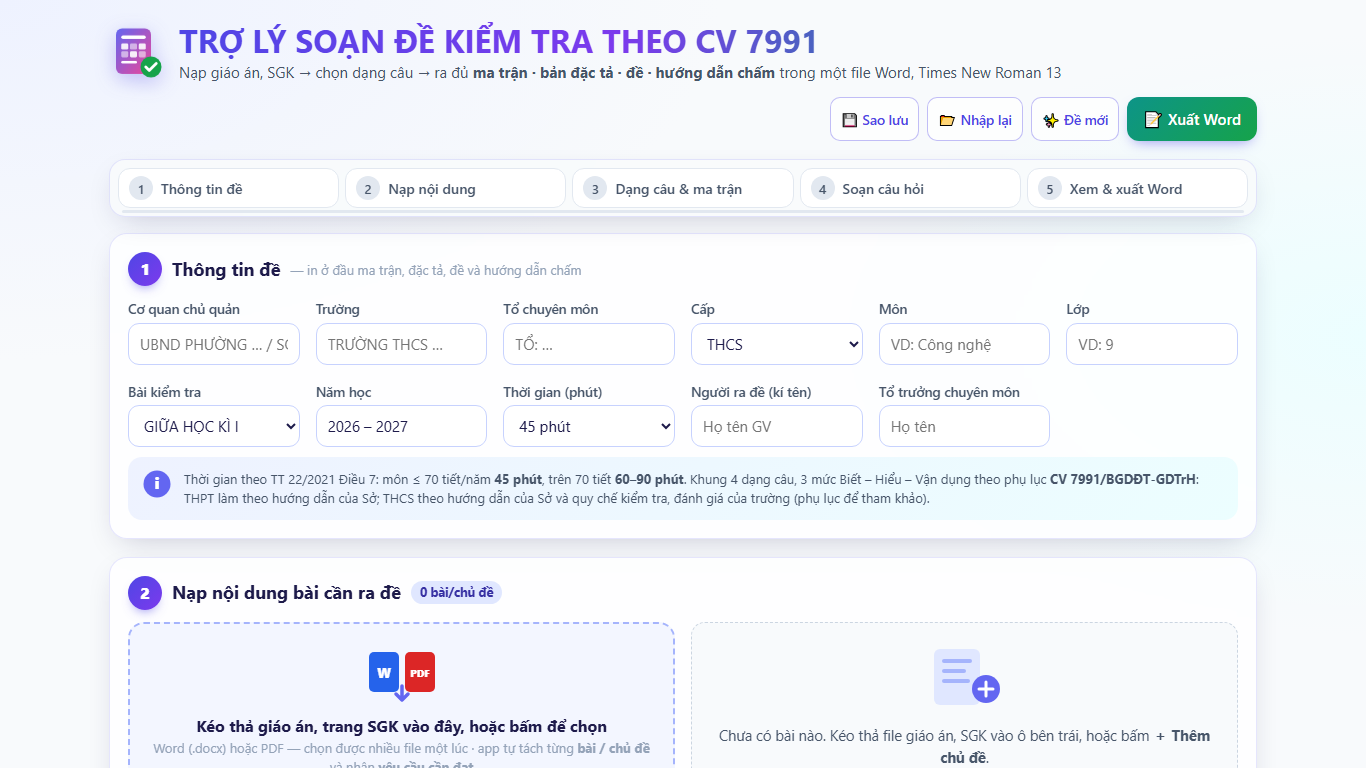 TRỢ LÝ SOẠN ĐỀ KIỂM TRA THEO CV 7991
Nạp giáo án, SGK → chọn dạng câu → ra đủ ma trận · bản đặc tả · đề · hướng dẫn chấm trong một file Word, Times New Roman 13
Sao lưu
Nhập lại
Đề mới
Xuất Word
1 Thông tin đề
2 Nạp nội dung
3 Dạng câu & ma trận
4 Soạn câu hỏi
5 Xem & xuất Word
1 Thông tin đề — in ở đầu ma trận, đặc tả, đề và hướng dẫn chấm
Cơ quan chủ quản
Trường
Tổ chuyên môn
Cấp
Môn
Lớp
UBND PHƯỜNG ... / SC
TRƯỜNG THCS ...
TỔ: ...
THCS
VD: Công nghệ
VD: 9
Bài kiểm tra
Năm học
Thời gian (phút)
Người ra đề (kí tên)
Tổ trưởng chuyên môn
GIỮA HỌC KÌ I
2026 – 2027
45 phút
Họ tên GV
Họ tên
i
Thời gian theo TT 22/2021 Điều 7: môn ≤ 70 tiết/năm 45 phút, trên 70 tiết 60–90 phút. Khung 4 dạng câu, 3 mức Biết – Hiểu – Vận dụng theo phụ lục CV 7991/BGDĐT-GDTrH:
THPT làm theo hướng dẫn của Sở; THCS theo hướng dẫn của Sở và quy chế kiểm tra, đánh giá của trường (phụ lục để tham khảo).
2 Nạp nội dung bài cần ra đề 0 bài/chủ đề
W PDF
Kéo thả giáo án, trang SGK vào đây, hoặc bấm để chọn
Word (.docx) hoặc PDF — chọn được nhiều file một lúc · app tự tách từng bài / chủ đề
và nhận yêu cầu cần đạt
Chưa có bài nào. Kéo thả file giáo án, SGK vào ô bên trái, hoặc bấm + Thêm
chủ đề.